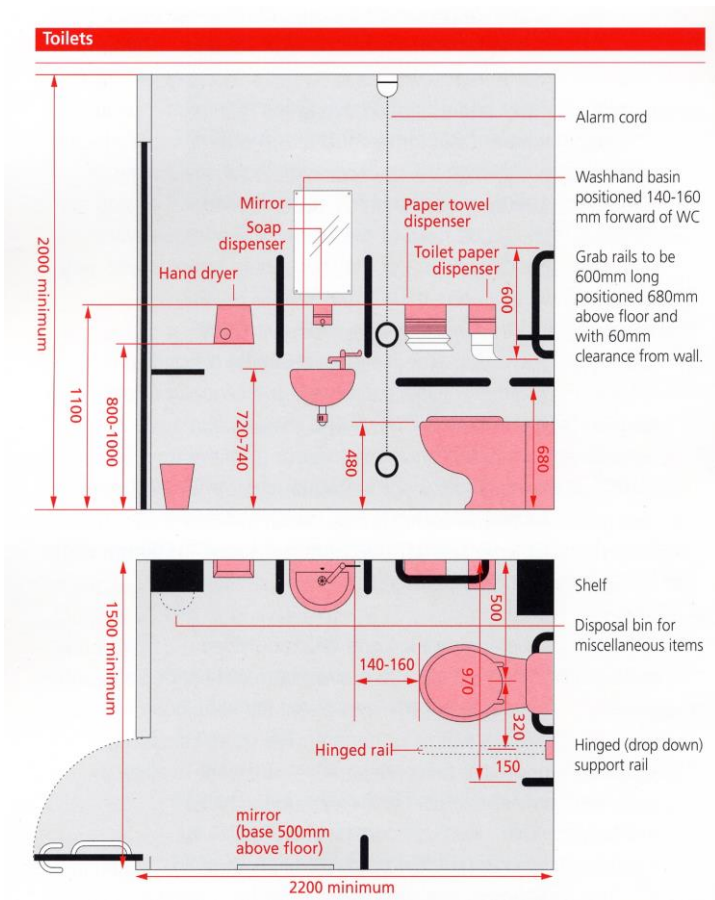 Toilets
Alarm cord
Washhand basin
positioned 140-160
mm forward of WC
Mirror
Soap
dispenser
Paper towel
dispenser
Toilet paper
dispenser
Hand dryer
Grab rails to be
600mm long
positioned 680mm
above floor and
with 60mm
clearance from wall.
2000 minimum
1100
800-1000
720-740
480
600
680
Shelf
Disposal bin for
miscellaneous items
1500 minimum
500
140-160
970
320
150
Hinged rail
Hinged (drop down)
support rail
mirror
(base 500mm
above floor)
2200 minimum